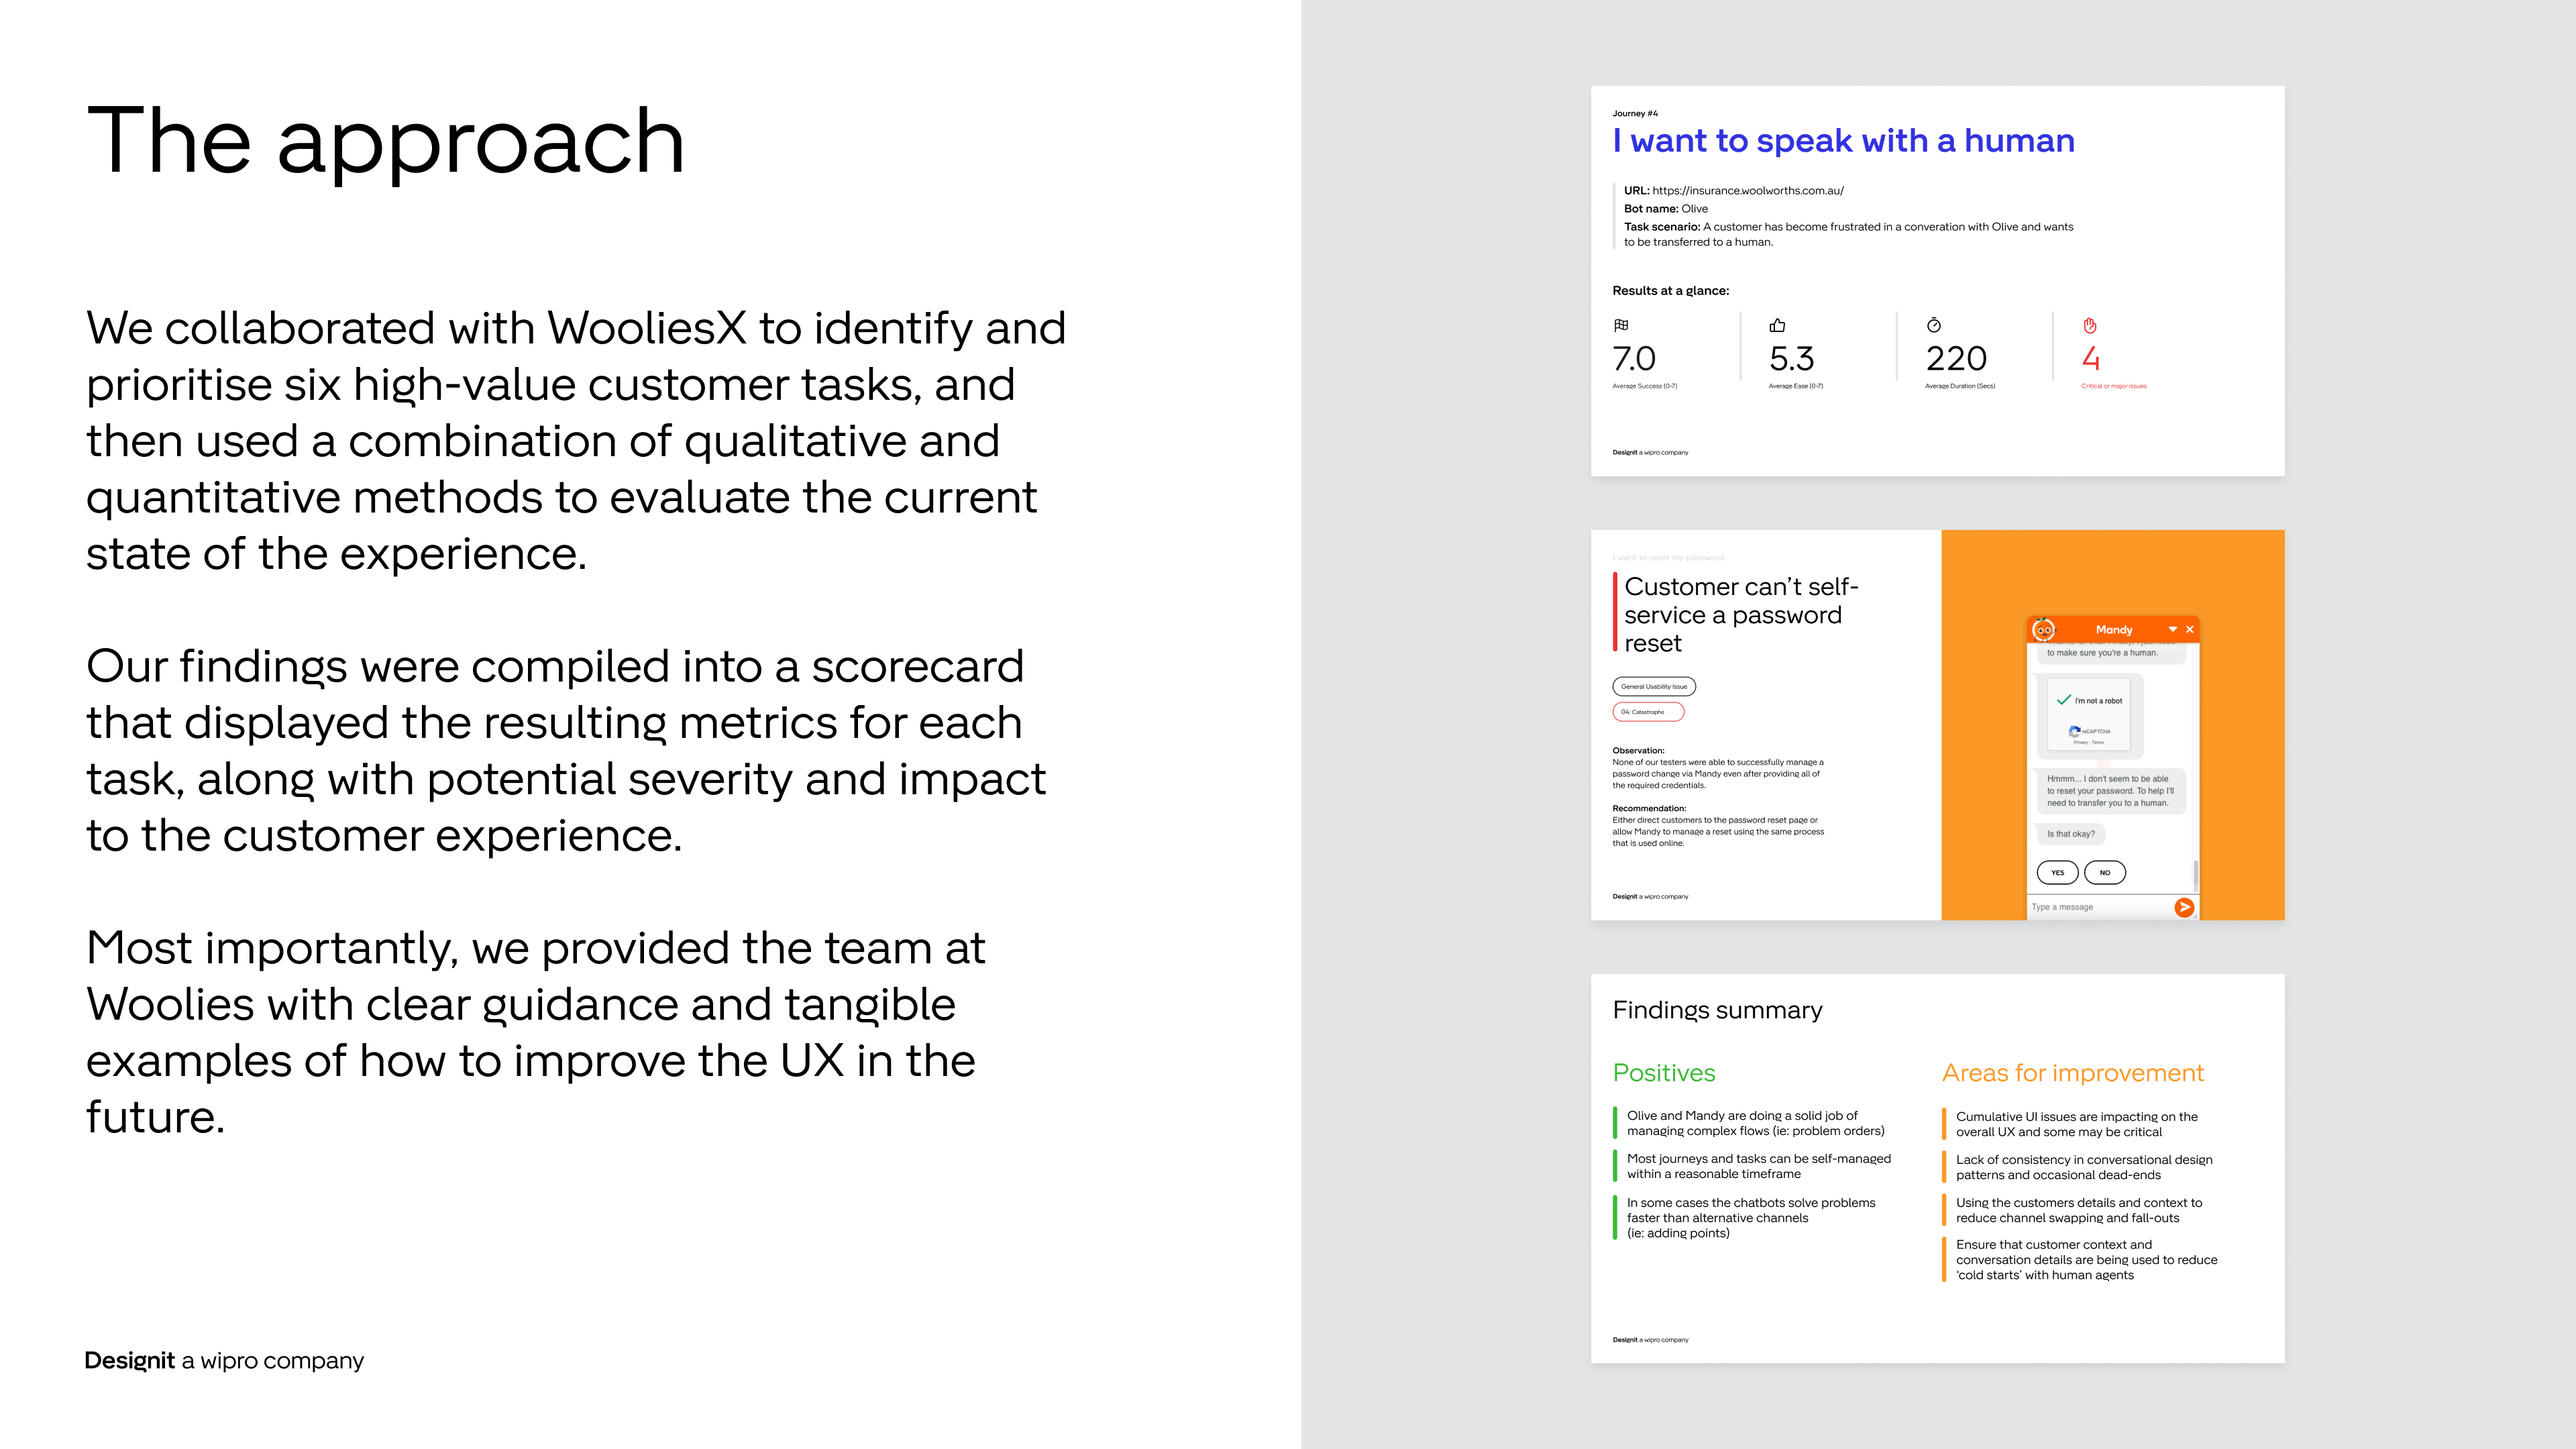 The approach
We collaborated with WooliesX to identify and
prioritise six high-value customer tasks, and
then used a combination of qualitative and
quantitative methods to evaluate the current
state of the experience.
Our findings were compiled into a scorecard
that displayed the resulting metrics for each
task, along with potential severity and impact
to the customer experience.
Most importantly, we provided the team at
Woolies with clear guidance and tangible
examples of how to improve the UX in the
future.
Designit a wipro company
Journey #4
I want to speak with a human
URL: https://insurance.woolworths.com.au/
Bot name: Olive
Task scenario: A customer has become frustrated in a converation with Olive and wants
to be transferred to a human.
Results at a glance:
7.0 5.3 220 4
Average Success (0-7) Average Ease (0-7) Average Duration (Secs) Critical or major issues
Designit a wipro company
I want to reset my password
Customer can't self-
service a password
reset
General Usability Issue
04: Catastrophe
Observation:
None of our testers were able to successfully manage a
password change via Mandy even after providing all of
the required credentials.
Recommendation:
Either direct customers to the password reset page or
allow Mandy to manage a reset using the same process
that is used online.
Designit a wipro company
Mandy
to make sure you're a human.
I'm not a robot
reCAPTCHA
Privacy - Terms
Hmmm... I don't seem to be able
to reset your password. To help I'll
need to transfer you to a human.
Is that okay?
YES NO
Type a message
Findings summary
Positives
Olive and Mandy are doing a solid job of
managing complex flows (ie: problem orders)
Most journeys and tasks can be self-managed
within a reasonable timeframe
In some cases the chatbots solve problems
faster than alternative channels
(ie: adding points)
Areas for improvement
Cumulative UI issues are impacting on the
overall UX and some may be critical
Lack of consistency in conversational design
patterns and occasional dead-ends
Using the customers details and context to
reduce channel swapping and fall-outs
Ensure that customer context and
conversation details are being used to reduce
'cold starts' with human agents
Designit a wipro company